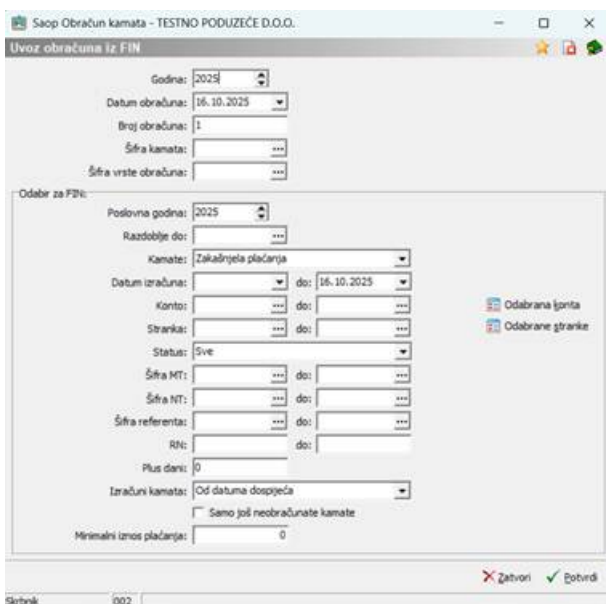 Saop Obračun kamata - TESTNO PODUZEĆE D.O.O.
Uvoz obračuna iz FIN
Godina: 2025
Datum obračuna: 16.10.2025
Broj obračuna: 1
Šifra kamata:
Šifra vrste obračuna:
Odabir za FIN:
Poslovna godina: 2025
Razdoblje do:
Kamate: Zakašnjela plaćanja
Datum izračuna: do: 16.10.2025
Konto: do: Odabrana konta
Stranka: do: Odabrane stranke
Status: Sve
Šifra MT: do:
Šifra NT: do:
Šifra referenta: do:
RN: do:
Plus dani: 0
Izračuni kamata: Od datuma dospijeća
Samo još neobračunate kamate
Minimalni iznos plaćanja: 0
Zatvori Potvrdi
Skrbnik 002